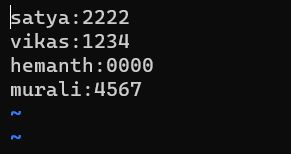 satya:2222
vikas:1234
hemanth:0000
murali:4567
~
~